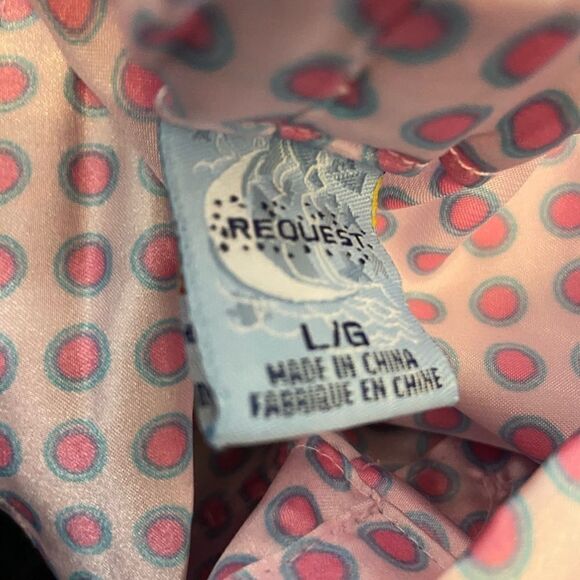 REQUEST
L/G
MADE IN CHINA
FABRIQUE EN CHINE